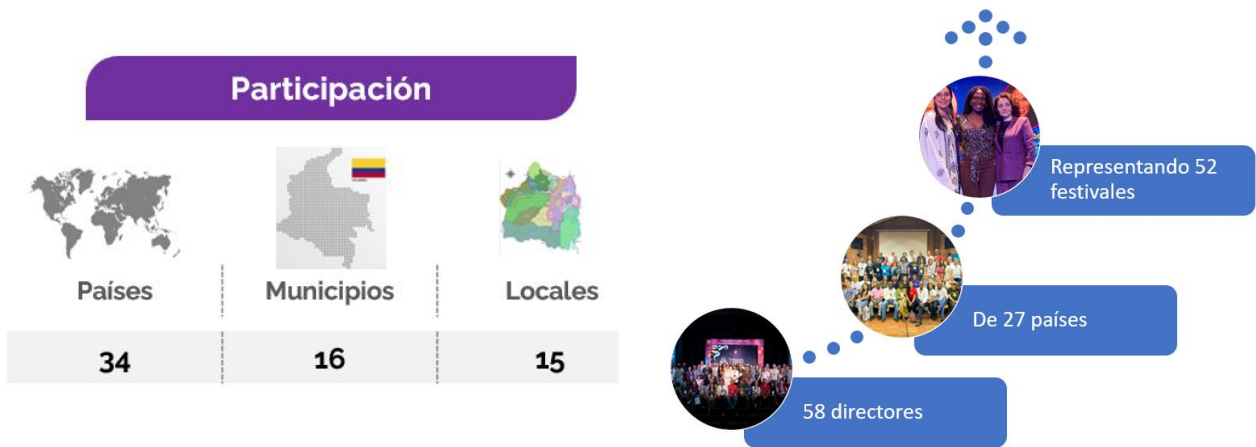 Participación
Países
Municipios
Locales
34
16
15
Representando 52
festivales
De 27 países
58 directores